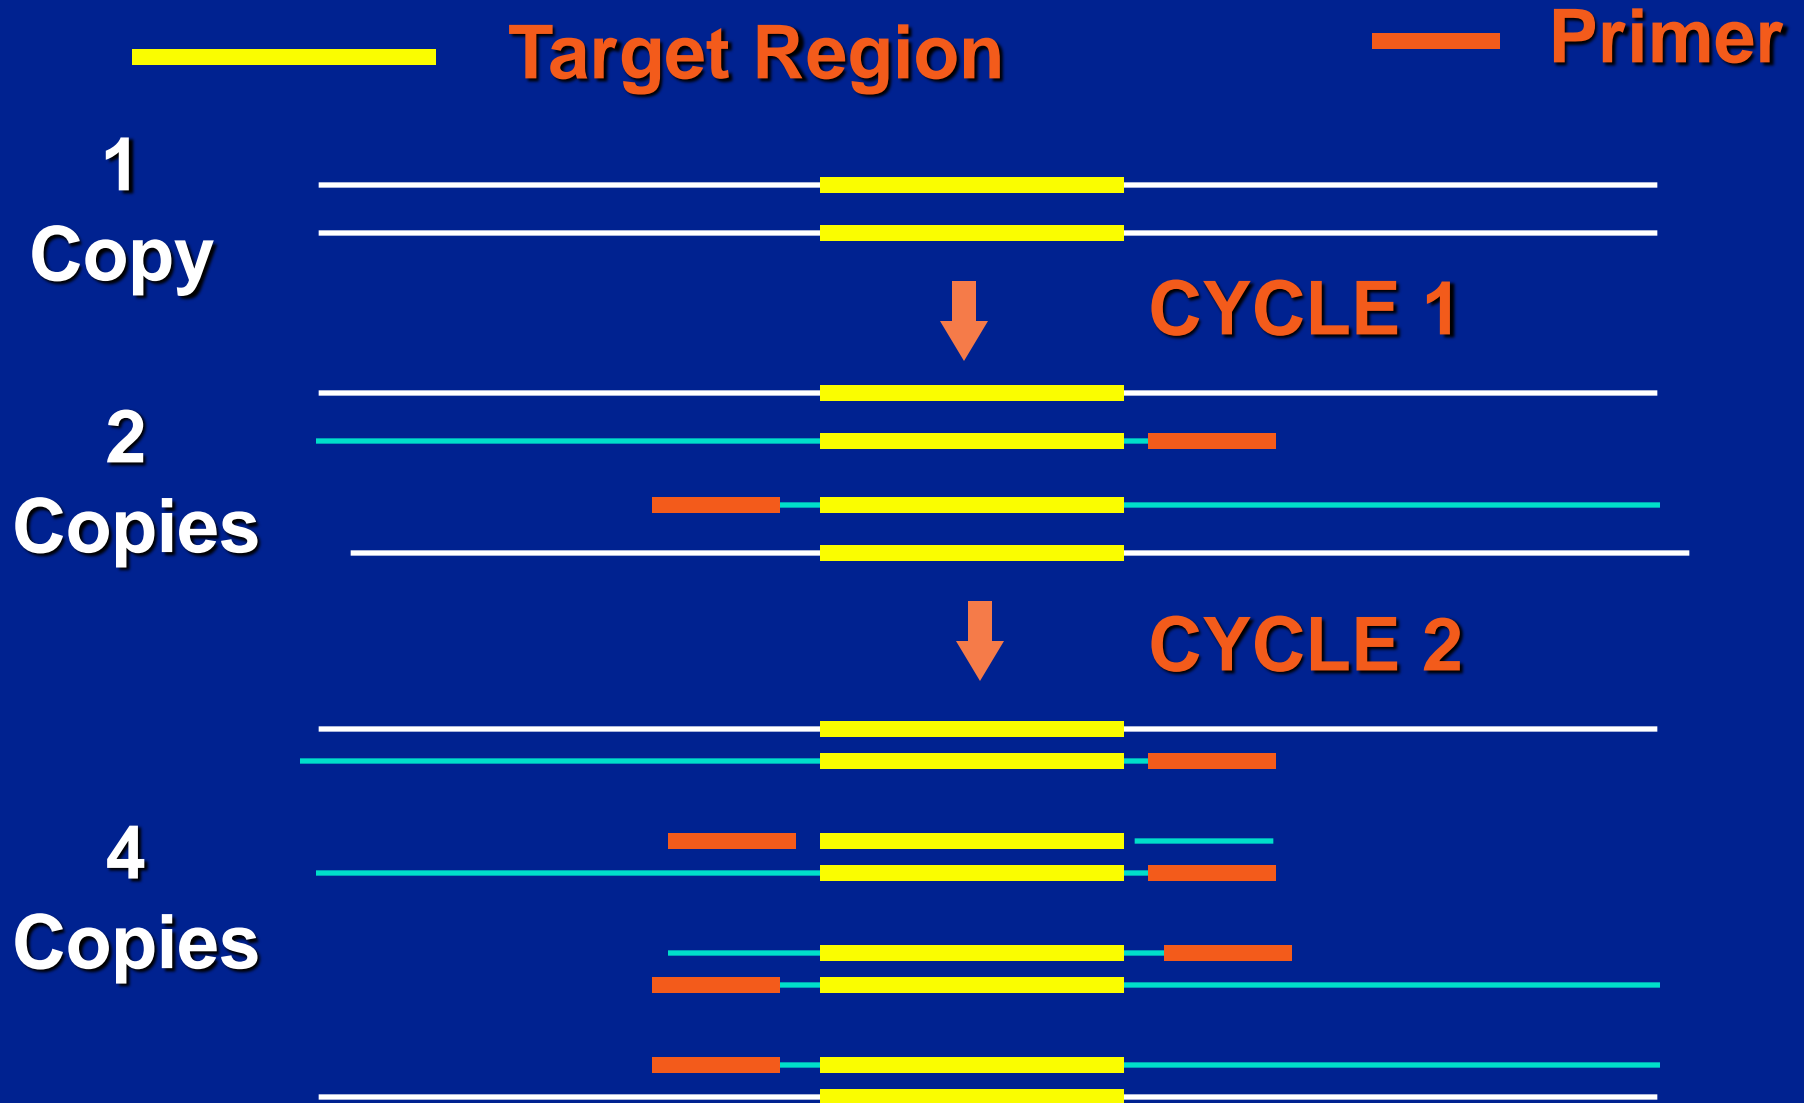 Target Region
Primer
1
Copy
CYCLE 1
2
Copies
CYCLE 2
4
Copies